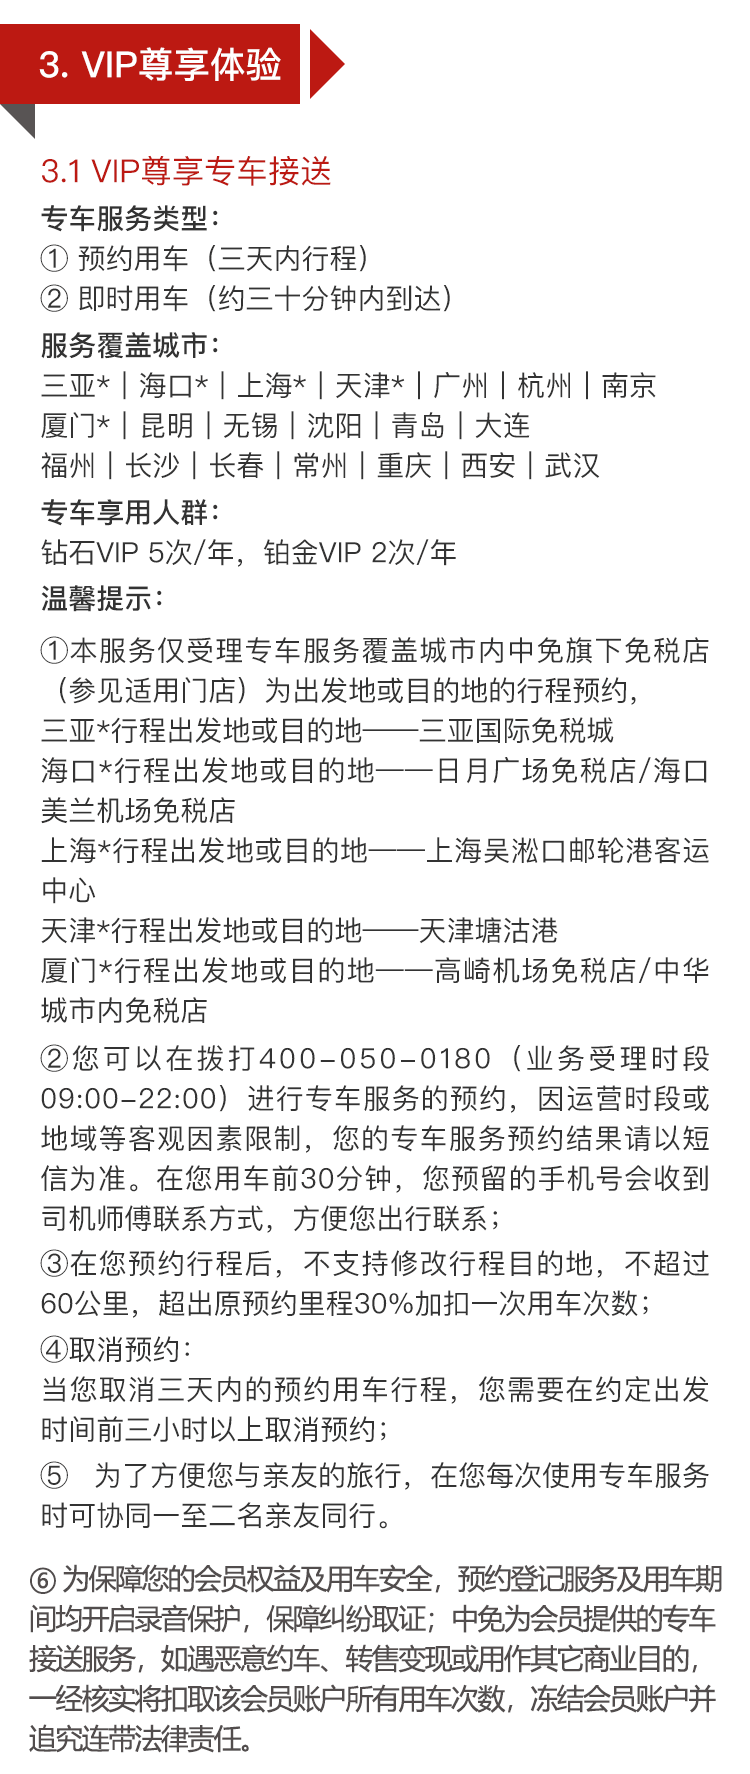 3. VIP尊享体验
3.1 VIP尊享专车接送
专车服务类型：
① 预约用车（三天内行程）
② 即时用车（约三十分钟内到达）
服务覆盖城市：
三亚*｜海口*｜上海*｜天津*｜广州｜杭州｜南京
厦门*｜昆明｜无锡｜沈阳｜青岛｜大连
福州｜长沙｜长春｜常州｜重庆｜西安｜武汉
专车享用人群：
钻石VIP 5次/年，铂金VIP 2次/年
温馨提示：
①本服务仅受理专车服务覆盖城市内中免旗下免税店
（参见适用门店）为出发地或目的地的行程预约，
三亚*行程出发地或目的地——三亚国际免税城
海口*行程出发地或目的地——日月广场免税店/海口
美兰机场免税店
上海*行程出发地或目的地——上海吴淞口邮轮港客运
中心
天津*行程出发地或目的地——天津塘沽港
厦门*行程出发地或目的地——高崎机场免税店/中华
城市内免税店
②您可以在拨打400-050-0180（业务受理时段
09:00-22:00）进行专车服务的预约，因运营时段或
地域等客观因素限制，您的专车服务预约结果请以短
信为准。在您用车前30分钟，您预留的手机号会收到
司机师傅联系方式，方便您出行联系；
③在您预约行程后，不支持修改行程目的地，不超过
60公里，超出原预约里程30%加扣一次用车次数；
④取消预约：
当您取消三天内的预约用车行程，您需要在约定出发
时间前三小时以上取消预约；
⑤ 为了方便您与亲友的旅行，在您每次使用专车服务
时可协同一至二名亲友同行。
⑥ 为保障您的会员权益及用车安全，预约登记服务及用车期
间均开启录音保护，保障纠纷取证；中免为会员提供的专车
接送服务，如遇恶意约车、转售变现或用作其它商业目的，
一经核实将扣取该会员账户所有用车次数，冻结会员账户并
追究连带法律责任。